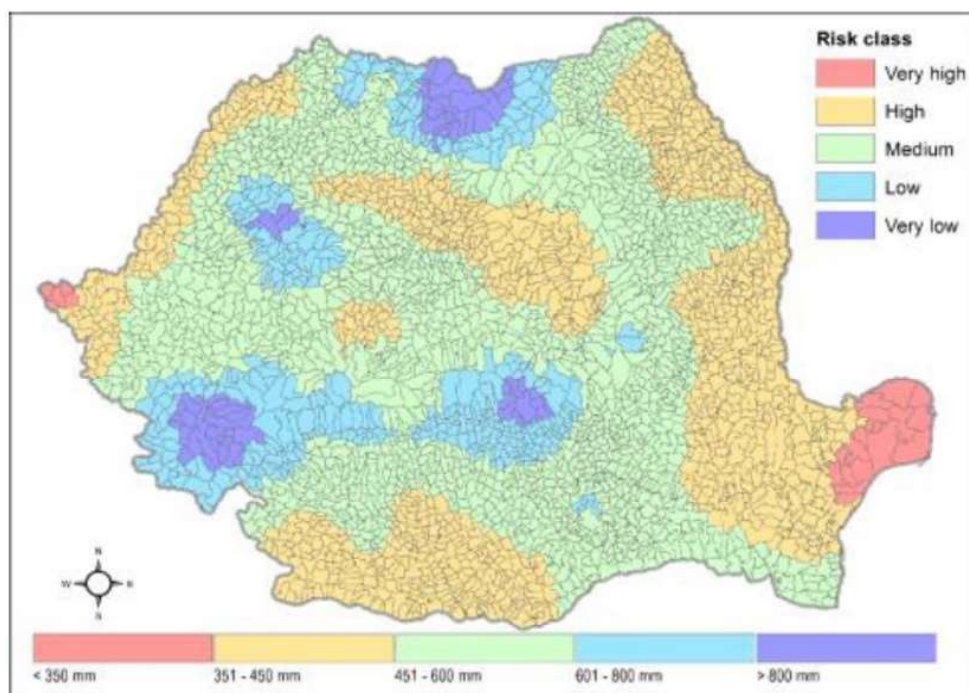 Risk class
Very high
High
Medium
Low
Very low
N
W
S
< 350 mm 351 - 450 mm 451 - 600 mm 601 - 800 mm > 800 mm